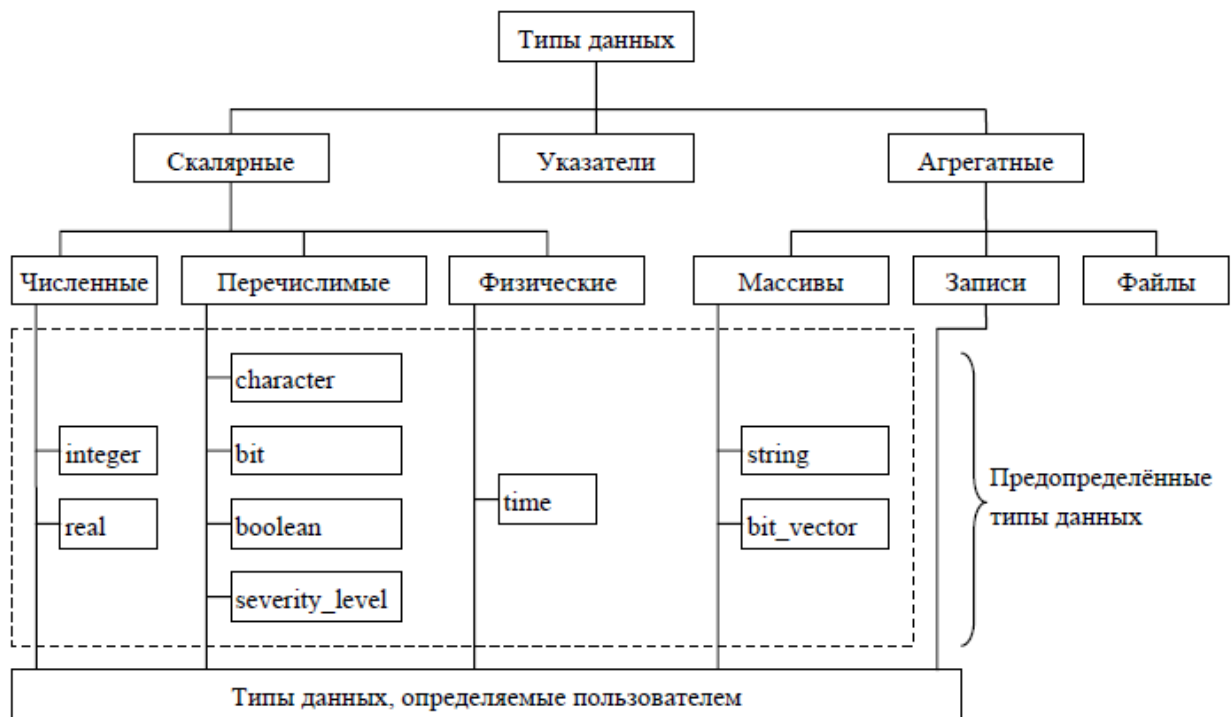 Типы данных
Скалярные
Указатели
Агрегатные
Численные
Перечислимые
Физические
Массивы
Записи
Файлы
character
integer
bit
string
real
boolean
time
bit_vector
severity_level
Предопределённые
типы данных
Типы данных, определяемые пользователем